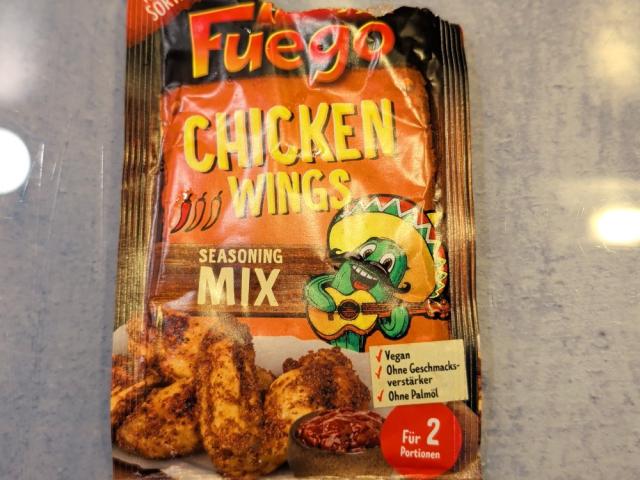 Fuego
CHICKEN
WINGS
SEASONING
MIX
✓ Vegan
✓ Ohne Geschmacks-
verstärker
✓ Ohne Palmöl
Für 2
Portionen